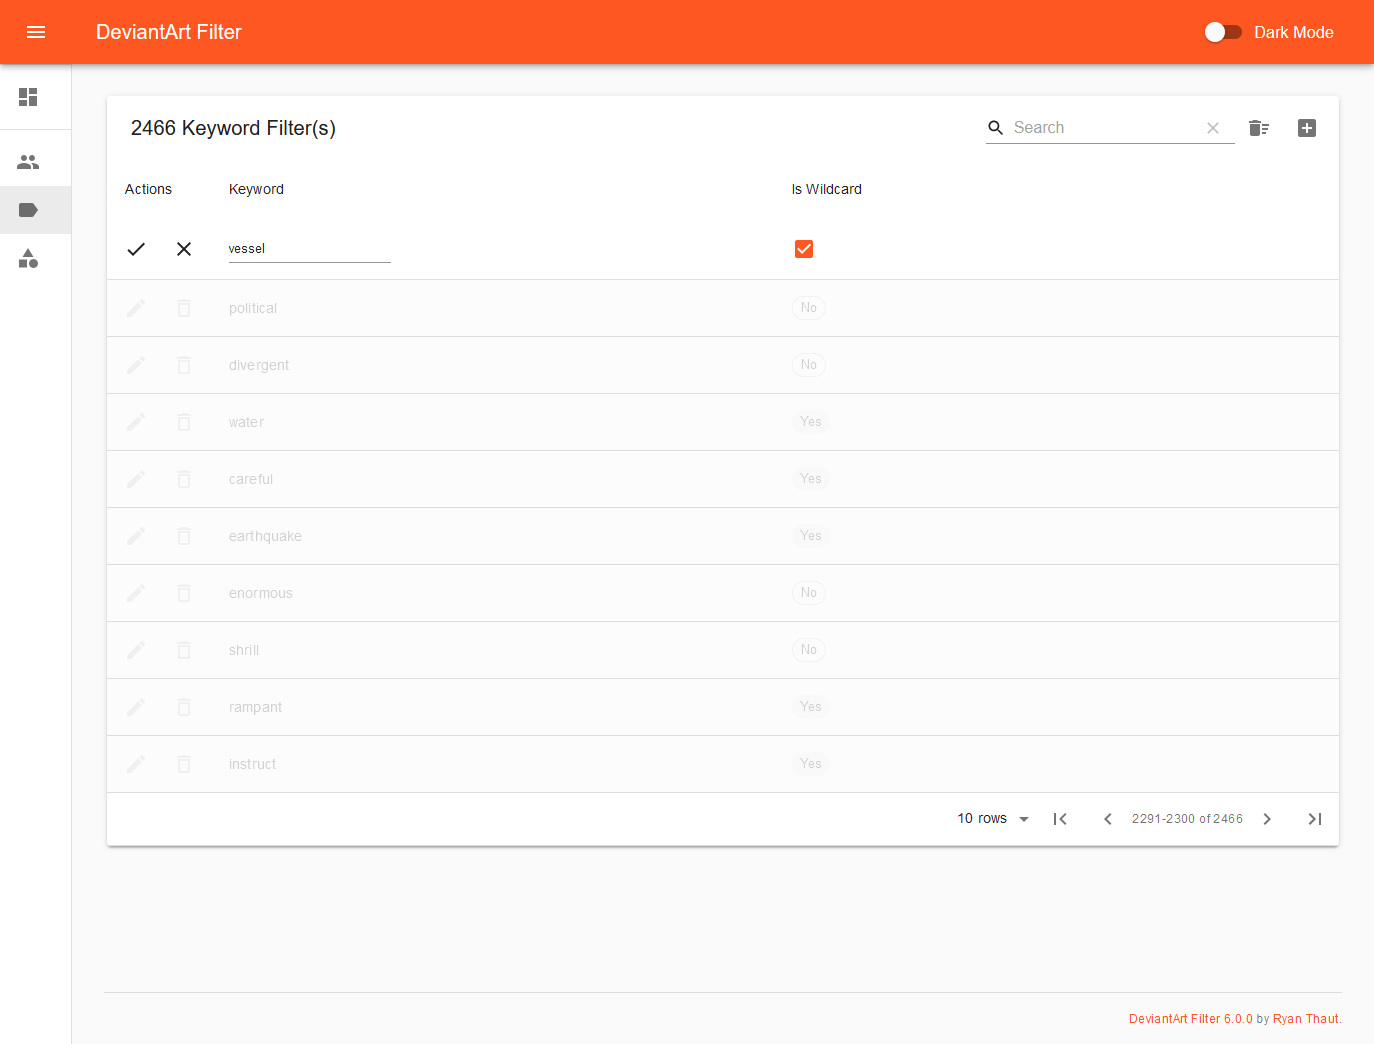 DeviantArt Filter
Dark Mode
2466 Keyword Filter(s)
Search
Actions Keyword Is Wildcard
vessel
political No
divergent No
water Yes
careful Yes
earthquake Yes
enormous No
shrill No
rampant Yes
instruct Yes
10 rows 2291-2300 of 2466
DeviantArt Filter 6.0.0 by Ryan Thaut.